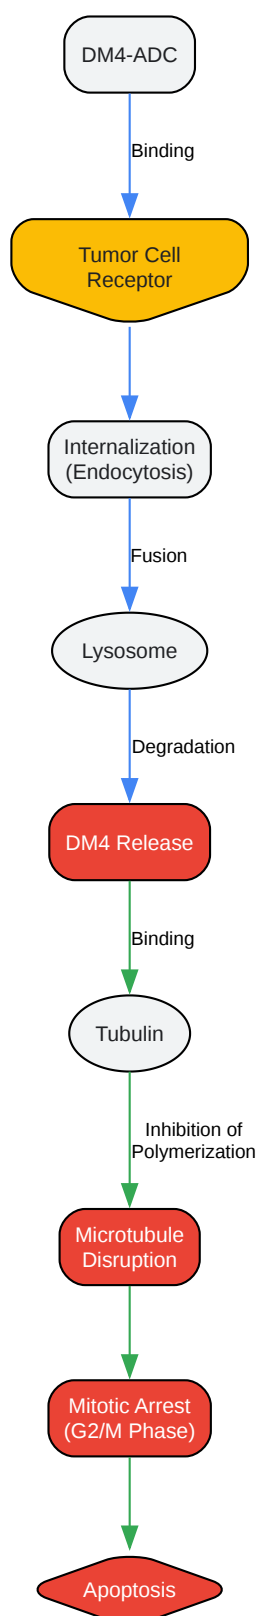 DM4-ADC
Binding
Tumor Cell
Receptor
Internalization
(Endocytosis)
Fusion
Lysosome
Degradation
DM4 Release
Binding
Tubulin
Inhibition of
Polymerization
Microtubule
Disruption
Mitotic Arrest
(G2/M Phase)
Apoptosis